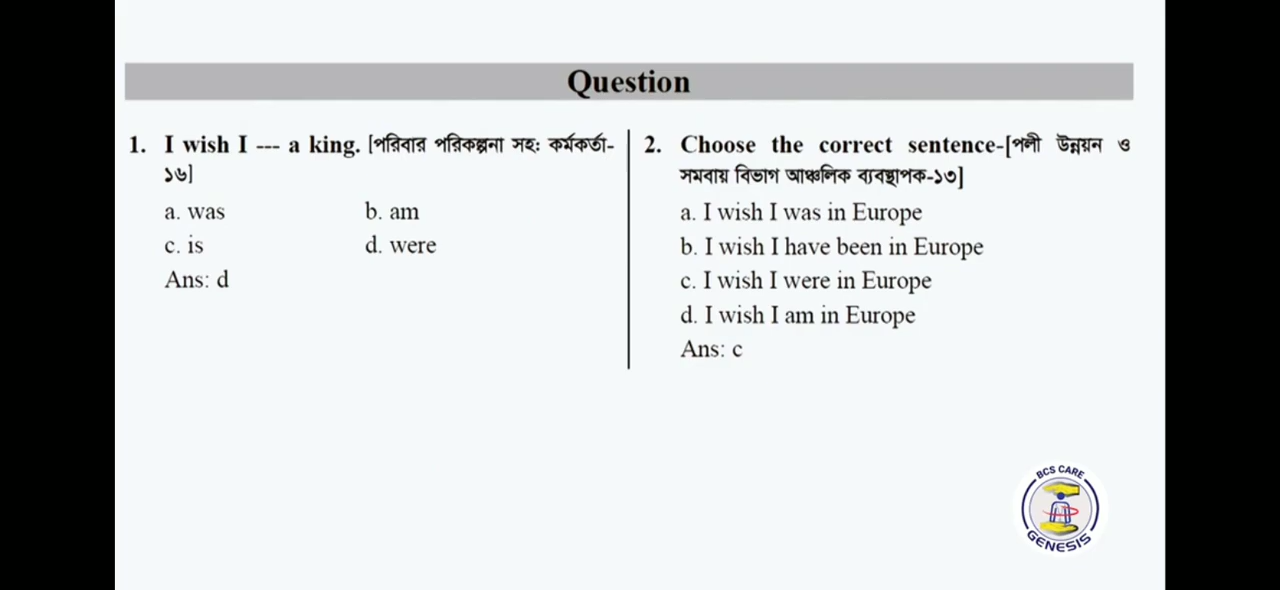 Question
1. I wish I --- a king. [পরিবার পরিকল্পনা সহ: কর্মকর্তা-
১৬]
a. was b. am
c. is d. were
Ans: d
2. Choose the correct sentence-[পলী উন্নয়ন ও
সমবায় বিভাগ আঞ্চলিক ব্যবস্থাপক-১৩]
a. I wish I was in Europe
b. I wish I have been in Europe
c. I wish I were in Europe
d. I wish I am in Europe
Ans: c
BCS CARE
GENESIS